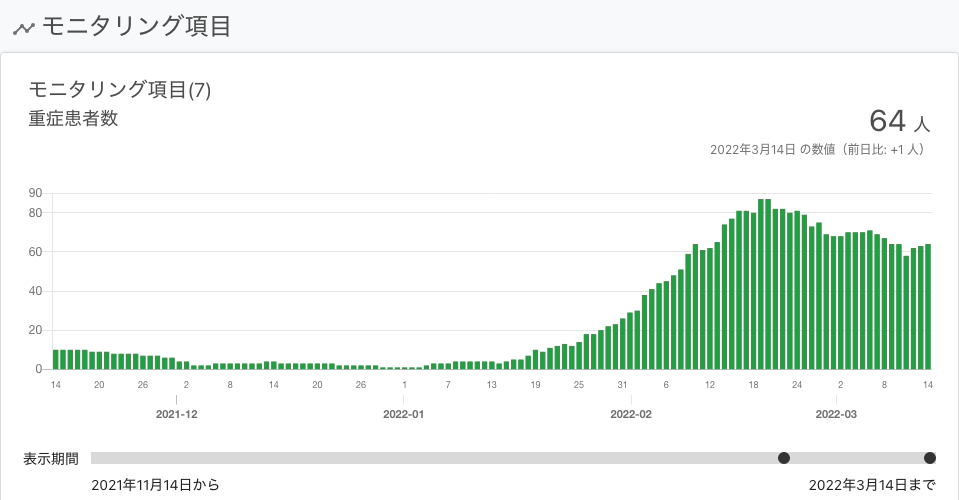 モニタリング項目
モニタリング項目(7)
重症患者数
64 人
2022年3月14日 の数値（前日比: +1 人）
90
80
60
40
20
0
14 20 26 2 8 14 20 26 1 7 13 19 25 31 6 12 18 24 2 8 14
2021-12 2022-01 2022-02 2022-03
表示期間
2021年11月14日から 2022年3月14日まで